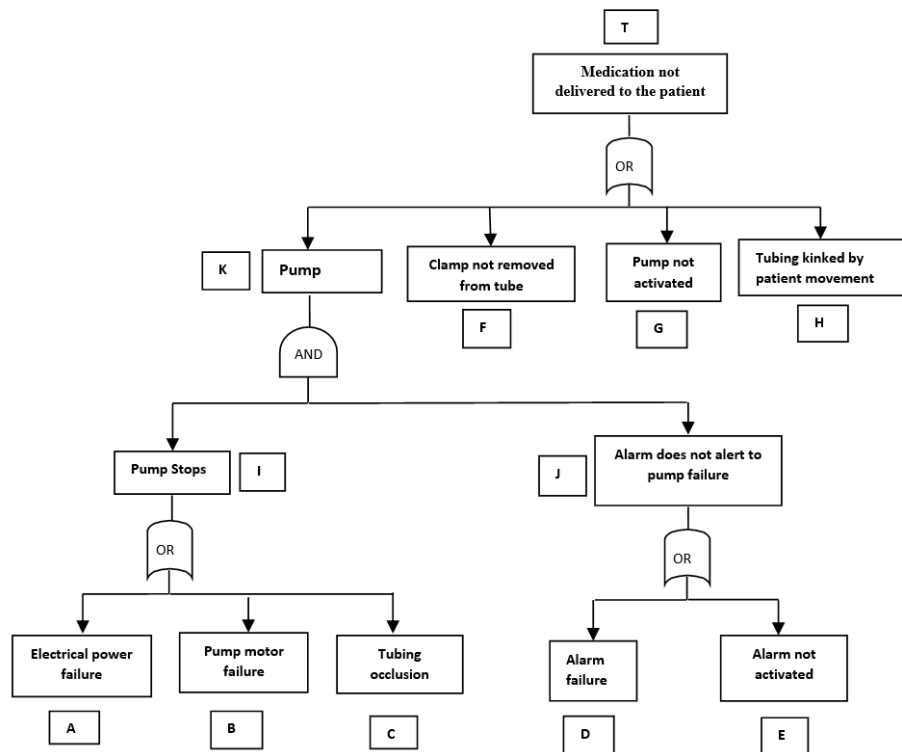 T
Medication not
delivered to the patient
OR
K
Pump
Clamp not removed
from tube
Pump not
activated
Tubing kinked by
patient movement
F
G
H
AND
Pump Stops
I
J
Alarm does not alert to
pump failure
OR
OR
Electrical power
failure
Pump motor
failure
Tubing
occlusion
Alarm
failure
Alarm not
activated
A
B
C
D
E